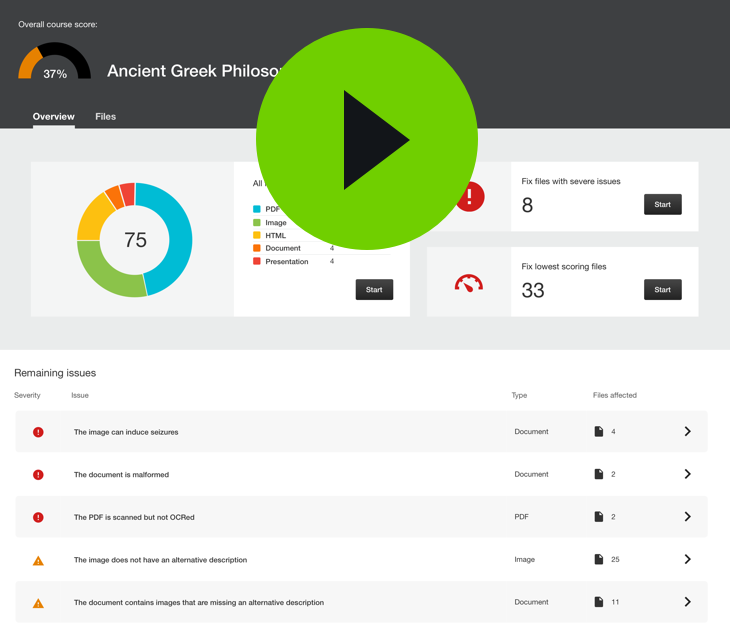 Overall course score:
37%
Ancient Greek
Overview Files
75
All
PDF
Image
HTML
Document 4
Presentation 4
Start
Fix files with severe issues
8
Start
Fix lowest scoring files
33
Start
Remaining issues
Severity Issue Type Files affected
The image can induce seizures Document 4
The document is malformed Document 2
The PDF is scanned but not OCRed PDF 2
The image does not have an alternative description Image 25
The document contains images that are missing an alternative description Document 11